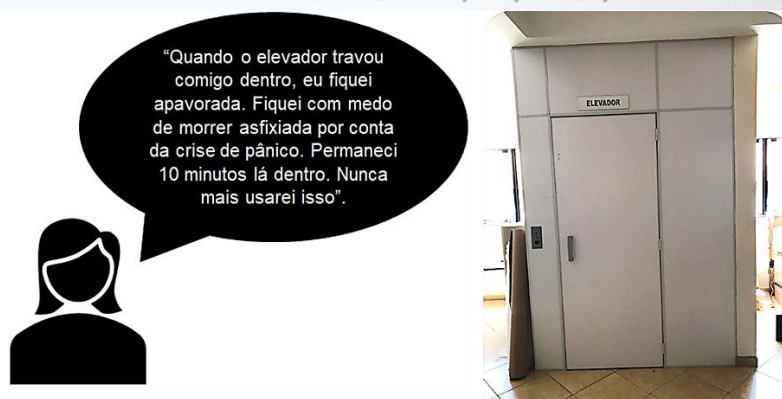 “Quando o elevador travou
comigo dentro, eu fiquei
apavorada. Fiquei com medo
de morrer asfixiada por conta
da crise de pânico. Permaneci
10 minutos lá dentro. Nunca
mais usarei isso”.
ELEVADOR